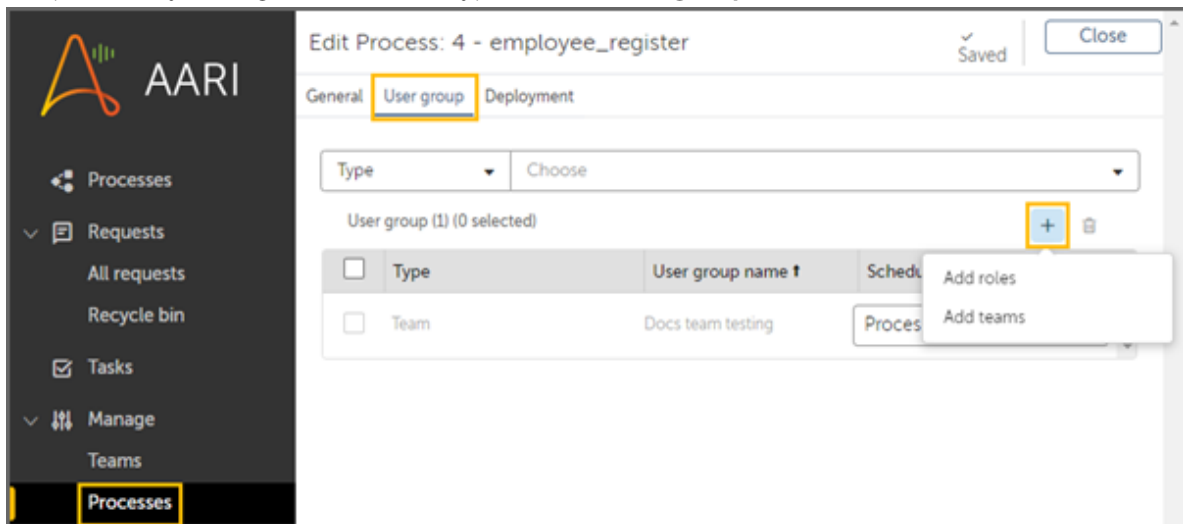 AARI
Processes
Requests
All requests
Recycle bin
Tasks
Manage
Teams
Processes
Edit Process: 4 - employee_register
Saved
Close
General User group Deployment
Type Choose
User group (1) (0 selected)
+
Type User group name ↑ Schedu
Team Docs team testing Proces
Add roles
Add teams